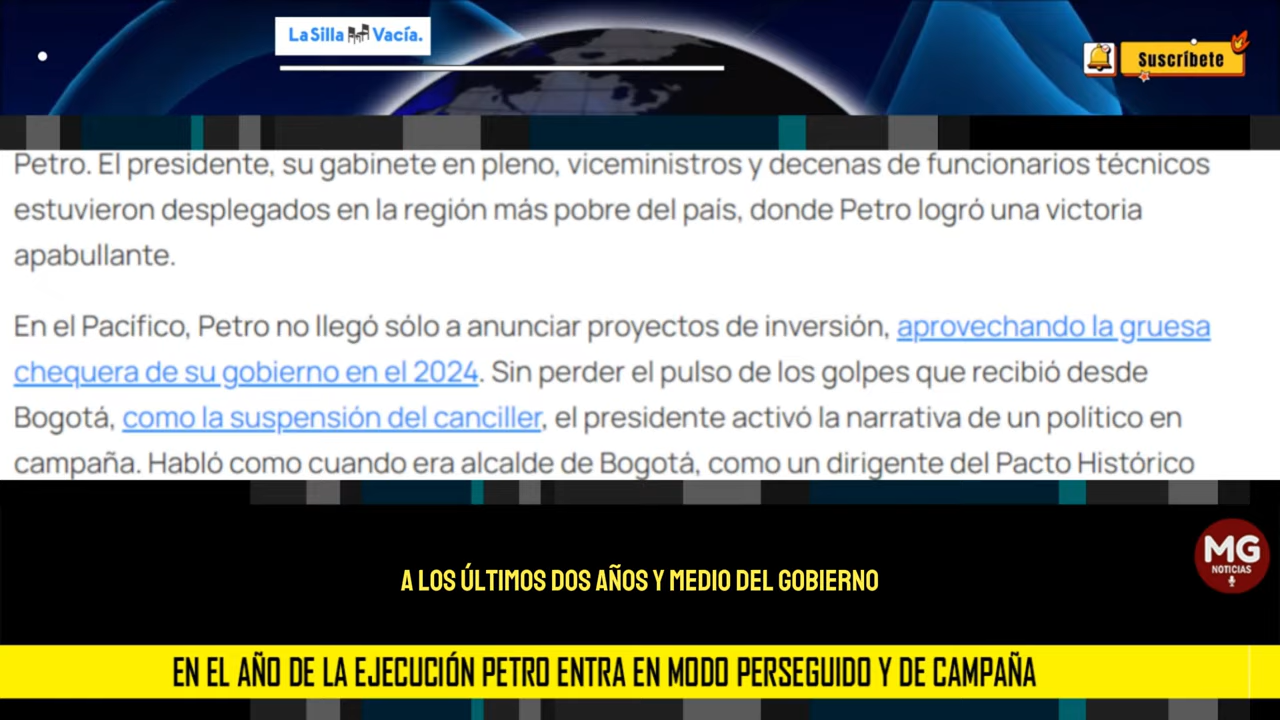 La Silla Vacía.
Suscríbete
Petro. El presidente, su gabinete en pleno, viceministros y decenas de funcionarios técnicos
estuvieron desplegados en la región más pobre del país, donde Petro logró una victoria
apabullante.
En el Pacífico, Petro no llegó sólo a anunciar proyectos de inversión, aprovechando la gruesa
chequera de su gobierno en el 2024. Sin perder el pulso de los golpes que recibió desde
Bogotá, como la suspensión del canciller, el presidente activó la narrativa de un político en
campaña. Habló como cuando era alcalde de Bogotá, como un dirigente del Pacto Histórico
MG
NOTICIAS
A LOS ÚLTIMOS DOS AÑOS Y MEDIO DEL GOBIERNO
EN EL AÑO DE LA EJECUCIÓN PETRO ENTRA EN MODO PERSEGUIDO Y DE CAMPAÑA